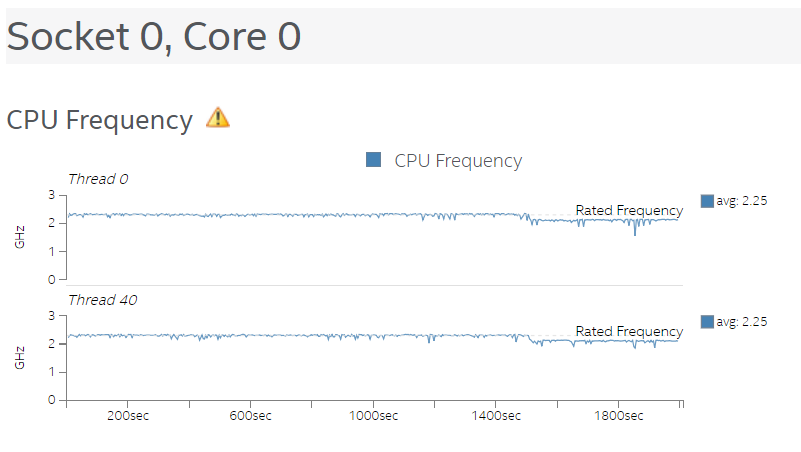 Socket 0, Core 0
CPU Frequency
CPU Frequency
Thread 0
3
2
1
0
GHz
Rated Frequency
avg: 2.25
Thread 40
3
2
1
0
GHz
Rated Frequency
avg: 2.25
200sec 600sec 1000sec 1400sec 1800sec